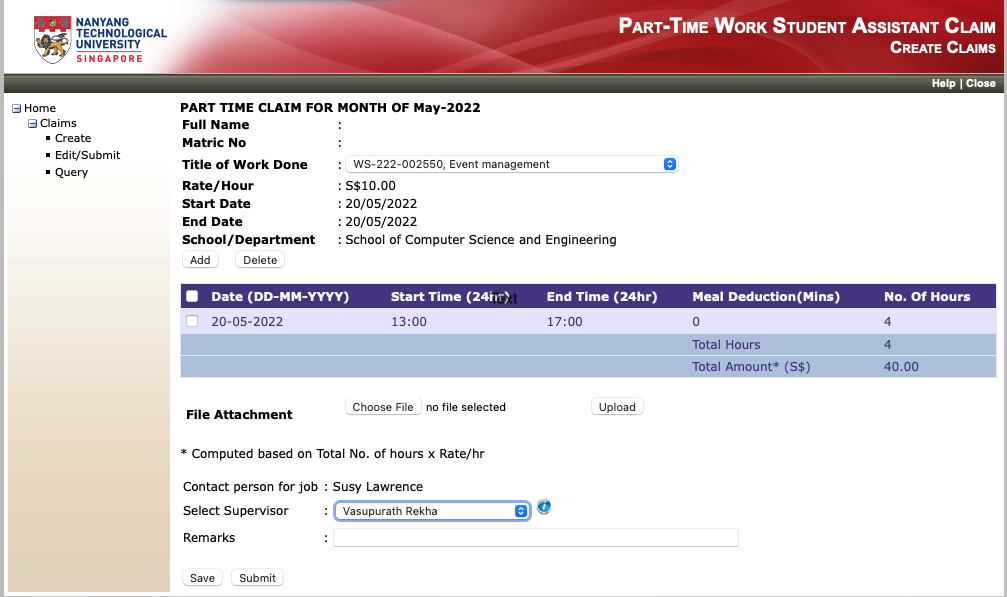 NANYANG
TECHNOLOGICAL
UNIVERSITY
SINGAPORE
PART-TIME WORK STUDENT ASSISTANT CLAIM
CREATE CLAIMS
Help | Close
Home
Claims
Create
Edit/Submit
Query
PART TIME CLAIM FOR MONTH OF May-2022
Full Name :
Matric No :
Title of Work Done : WS-222-002550, Event management
Rate/Hour : S$10.00
Start Date : 20/05/2022
End Date : 20/05/2022
School/Department : School of Computer Science and Engineering
Add Delete
Date (DD-MM-YYYY) Start Time (24hr) Text End Time (24hr) Meal Deduction(Mins) No. Of Hours
20-05-2022 13:00 17:00 0 4
Total Hours 4
Total Amount* (S$) 40.00
File Attachment Choose File no file selected Upload
* Computed based on Total No. of hours x Rate/hr
Contact person for job : Susy Lawrence
Select Supervisor : Vasupurath Rekha
Remarks :
Save Submit